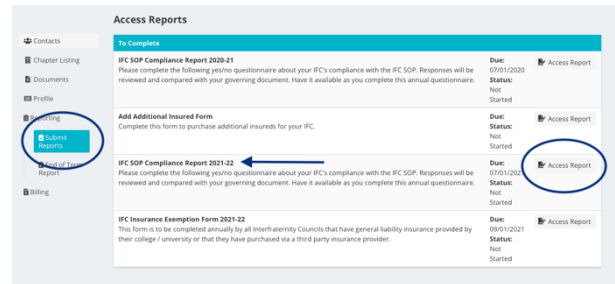 Access Reports
Contacts
Chapter Listing
Documents
Profile
Reporting
Submit
Reports
End of Term
Report
Billing
To Complete
IFC SOP Compliance Report 2020-21
Please complete the following yes/no questionnaire about your IFC's compliance with the IFC SOP. Responses will be
reviewed and compared with your governing document. Have it available as you complete this annual questionnaire.
Due:
07/01/2020
Status:
Not
Started
Access Report
Add Additional Insured Form
Complete this form to purchase additional insureds for your IFC.
Due:
Status:
Not
Started
Access Report
IFC SOP Compliance Report 2021-22
Please complete the following yes/no questionnaire about your IFC's compliance with the IFC SOP. Responses will be
reviewed and compared with your governing document. Have it available as you complete this annual questionnaire.
Due:
07/01/2021
Status:
Not
Started
Access Report
IFC Insurance Exemption Form 2021-22
This form is to be completed annually by all Interfraternity Councils that have general liability insurance provided by
their college / university or that they have purchased via a third party insurance provider.
Due:
09/01/2021
Status:
Not
Started
Access Report